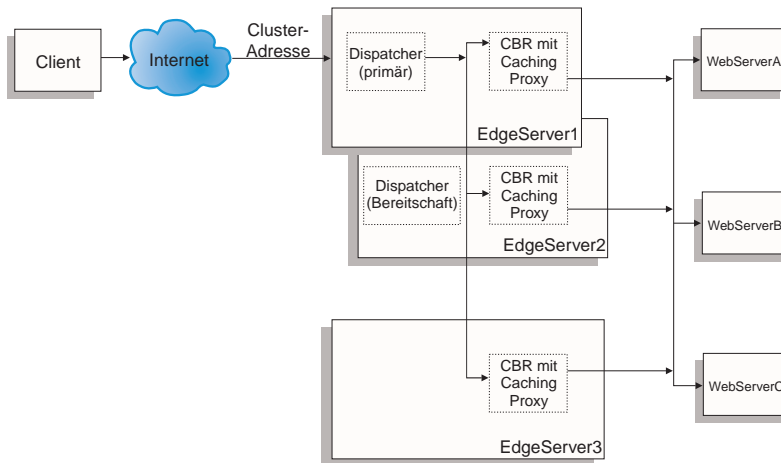 Client
Internet
Cluster-
Adresse
Dispatcher
(primär)
CBR mit
Caching
Proxy
EdgeServer1
Dispatcher
(Bereitschaft)
CBR mit
Caching
Proxy
EdgeServer2
CBR mit
Caching
Proxy
EdgeServer3
WebServerA
WebServerB
WebServerC